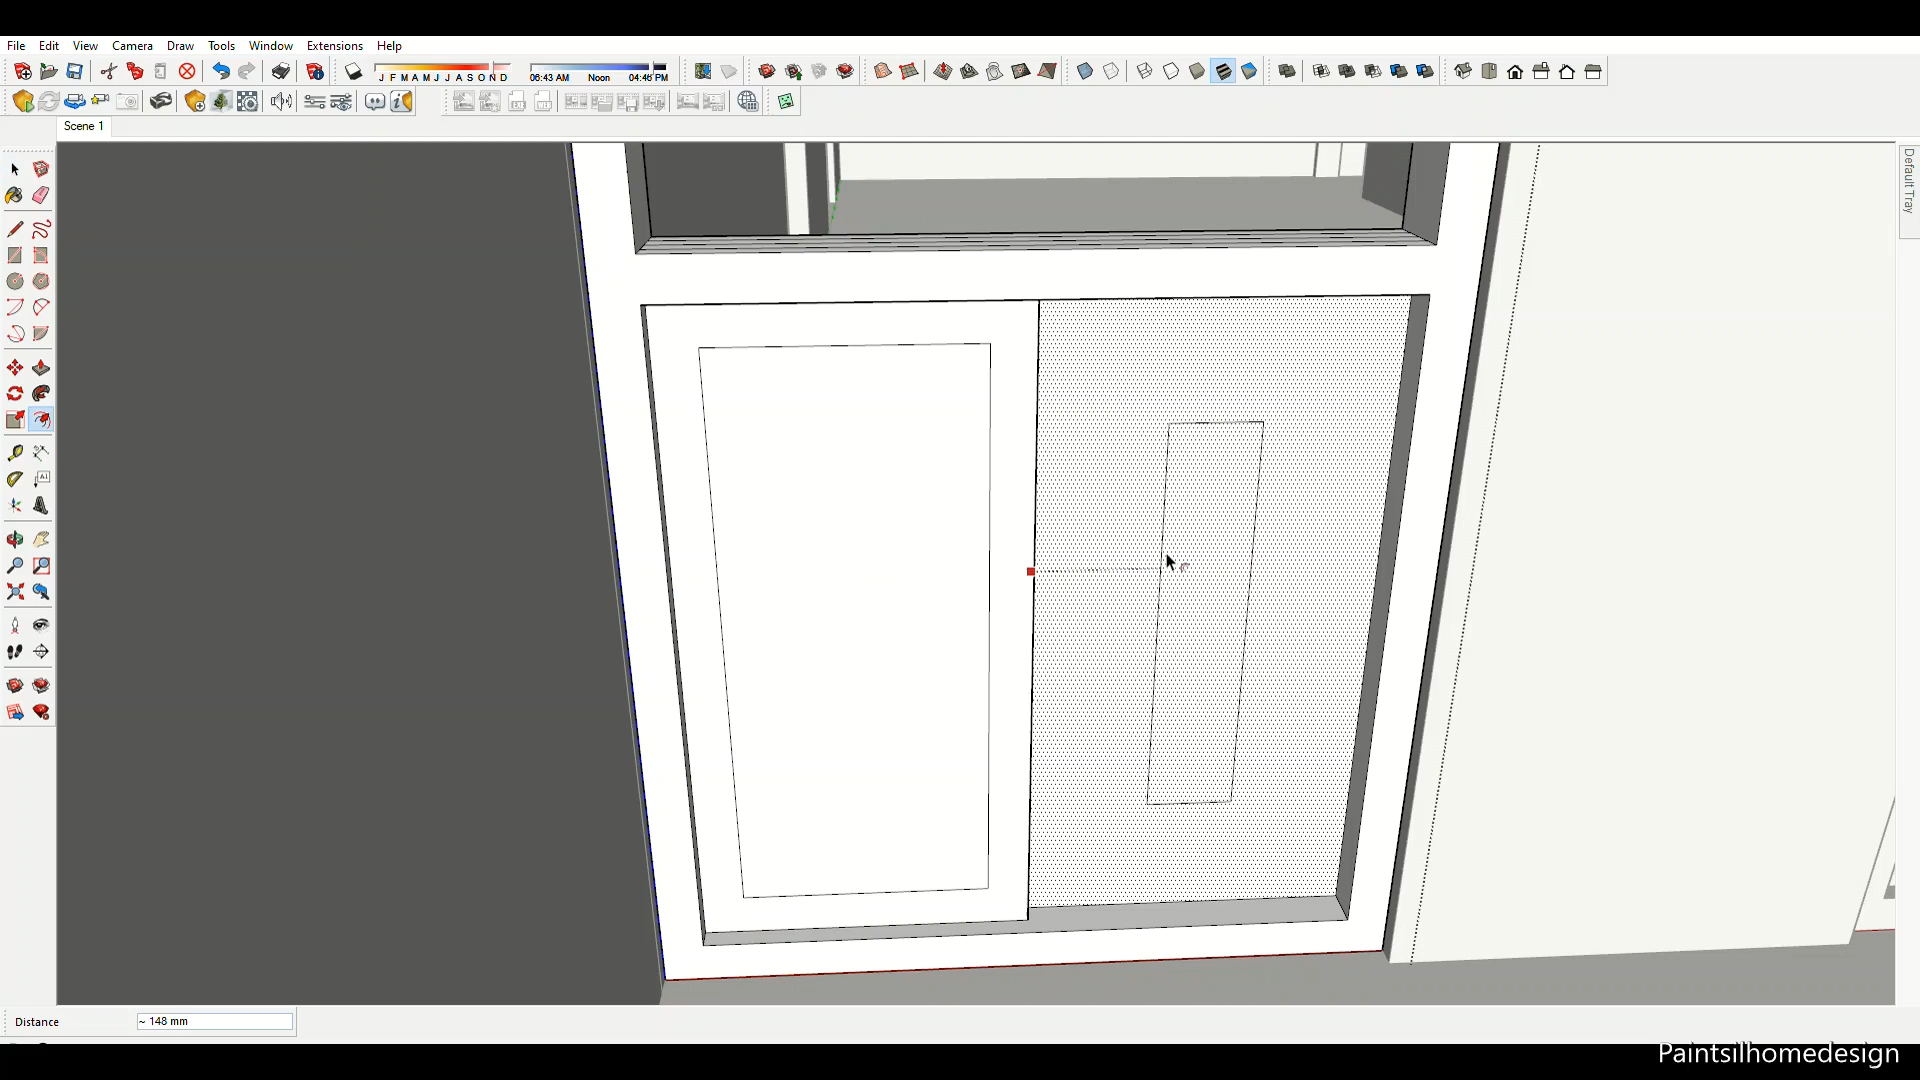 File Edit View Camera Draw Tools Window Extensions Help
J F M A M J J A S O N D 06:43 AM Noon 04:46 PM
Scene 1
Default Tray
Distance ~ 148 mm
Paintsilhomedesign